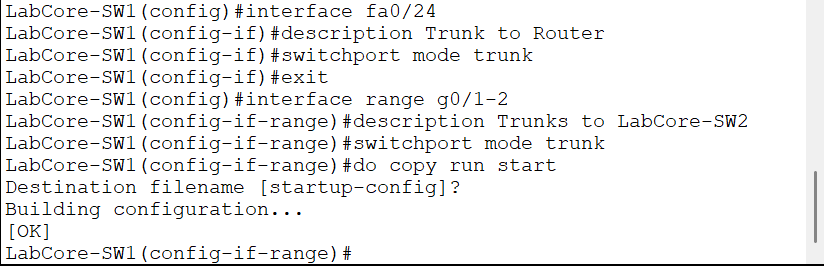 LabCore-SW1(config)#interface fa0/24
LabCore-SW1(config-if)#description Trunk to Router
LabCore-SW1(config-if)#switchport mode trunk
LabCore-SW1(config-if)#exit
LabCore-SW1(config)#interface range g0/1-2
LabCore-SW1(config-if-range)#description Trunks to LabCore-SW2
LabCore-SW1(config-if-range)#switchport mode trunk
LabCore-SW1(config-if-range)#do copy run start
Destination filename [startup-config]?
Building configuration...
[OK]
LabCore-SW1(config-if-range)#